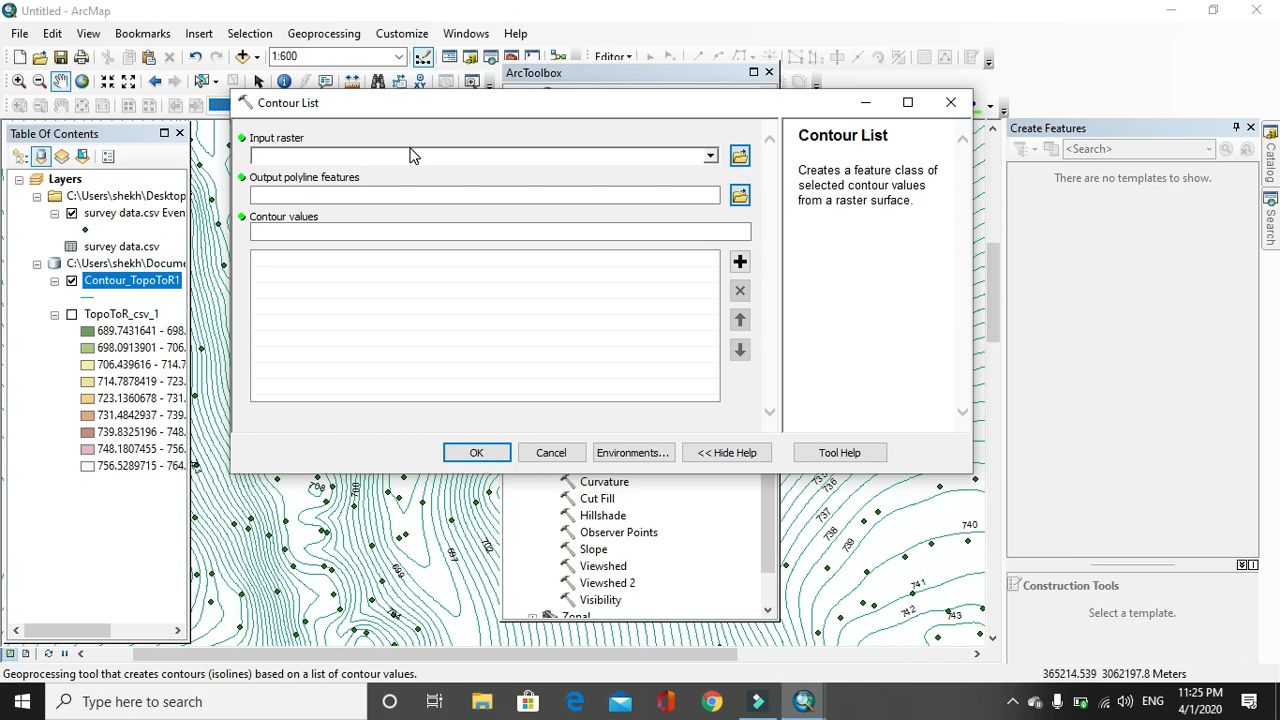 Untitled - ArcMap
File Edit View Bookmarks Insert Selection Geoprocessing Customize Windows Help
1:600
Editor
ArcToolbox
Contour List
Table Of Contents
Layers
C:\Users\shekh\Desktop
survey data.csv Even
survey data.csv
C:\Users\shekh\Docume
Contour_TopoToR1
TopoToR_csv_1
689.7431641 - 698.
698.0913901 - 706.
706.439616 - 714.7
714.7878419 - 723.
723.1360678 - 731.
731.4842937 - 739.
739.8325196 - 748.
748.1807455 - 756.
756.5289715 - 764.
Input raster
Output polyline features
Contour values
OK Cancel Environments... << Hide Help Tool Help
Contour List
Creates a feature class of
selected contour values
from a raster surface.
Create Features
<Search>
There are no templates to show.
Catalog
Search
Construction Tools
Select a template.
Curvature
Cut Fill
Hillshade
Observer Points
Slope
Viewshed
Viewshed 2
Visibility
Zonal
700
697
702
699
704
735
736
737
738
739
740
741
742
743
Geoprocessing tool that creates contours (isolines) based on a list of contour values.
365214.539 3062197.8 Meters
Type here to search
ENG
11:25 PM
4/1/2020